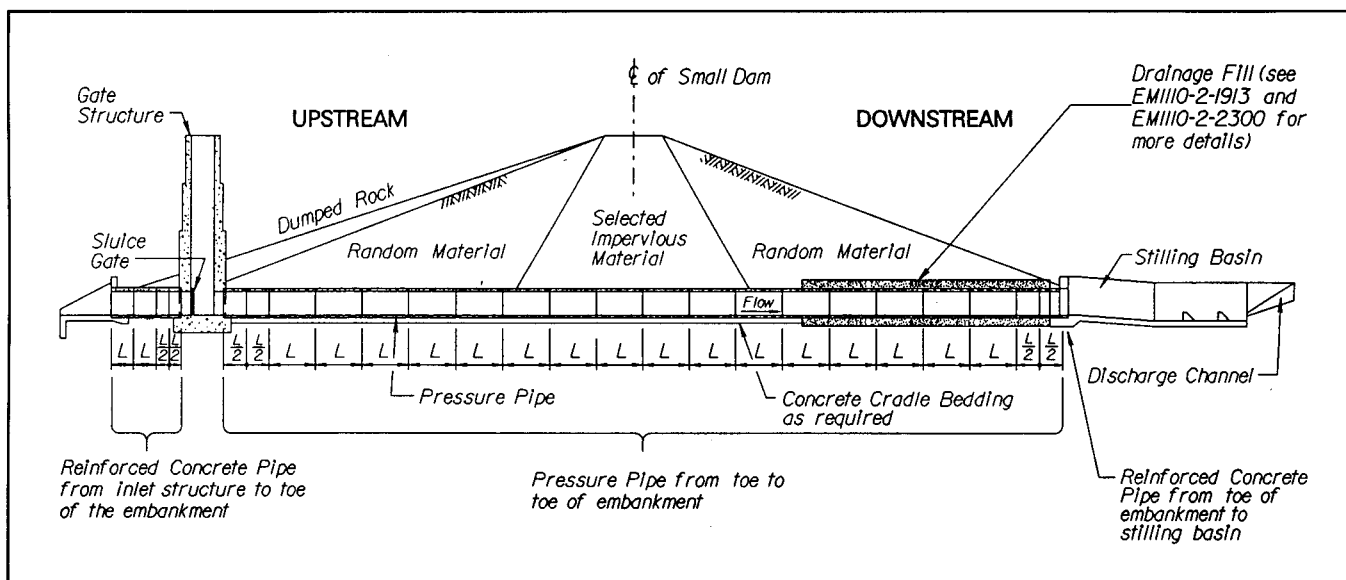 ℄ of Small Dam
Drainage Fill (see
EM1110-2-1913 and
EM1110-2-2300 for
more details)
Gate
Structure
UPSTREAM
DOWNSTREAM
Dumped Rock
Selected
Impervious
Material
Sluice
Gate
Random Material
Random Material
Stilling Basin
Flow
L L L/2 L/2 L/2 L/2 L L L L L L L L L L L L L L L L L/2 L/2
Discharge Channel
Pressure Pipe
Concrete Cradle Bedding
as required
Reinforced Concrete Pipe
from inlet structure to toe
of the embankment
Pressure Pipe from toe to
toe of embankment
Reinforced Concrete
Pipe from toe of
embankment to
stilling basin